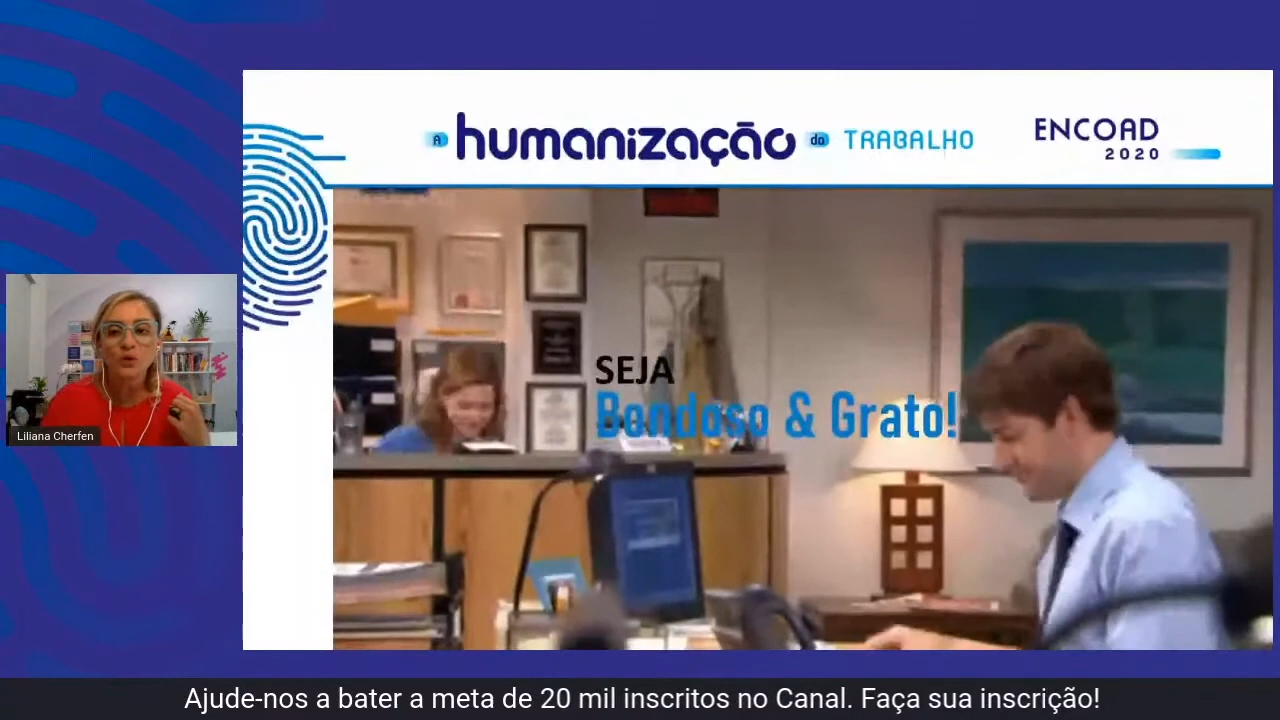 A humanização do TRABALHO
ENCOAD
2020
SEJA
Bondoso & Grato!
Liliana Cherfen
Ajude-nos a bater a meta de 20 mil inscritos no Canal. Faça sua inscrição!